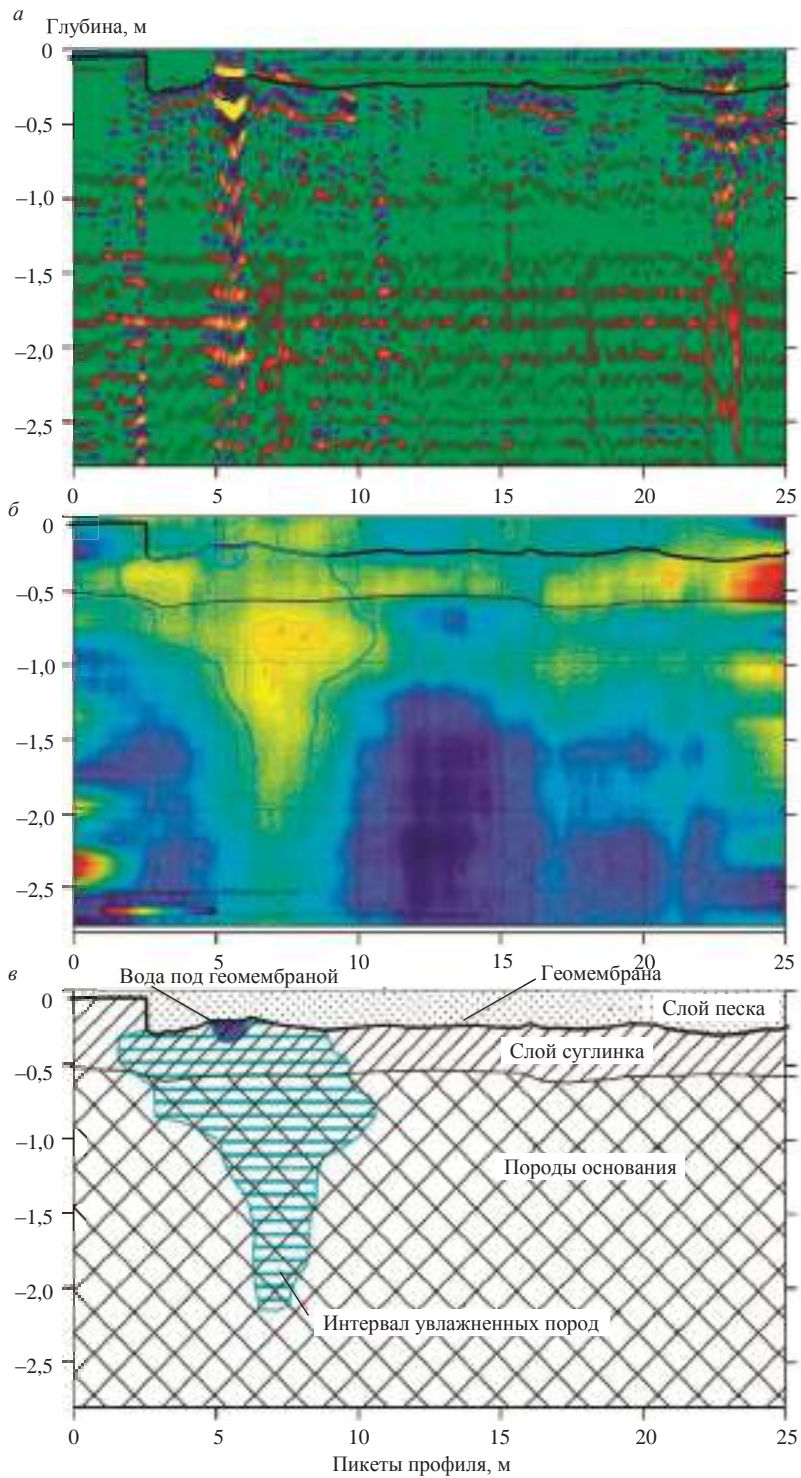 а
Глубина, м
0
–0,5
–1,0
–1,5
–2,0
–2,5
0 5 10 15 20 25
б
0
–0,5
–1,0
–1,5
–2,0
–2,5
0 5 10 15 20 25
в
Вода под геомембраной
Геомембрана
0
Слой песка
Слой суглинка
–0,5
–1,0
Породы основания
–1,5
–2,0
Интервал увлажненных пород
–2,5
0 5 10 15 20 25
Пикеты профиля, м